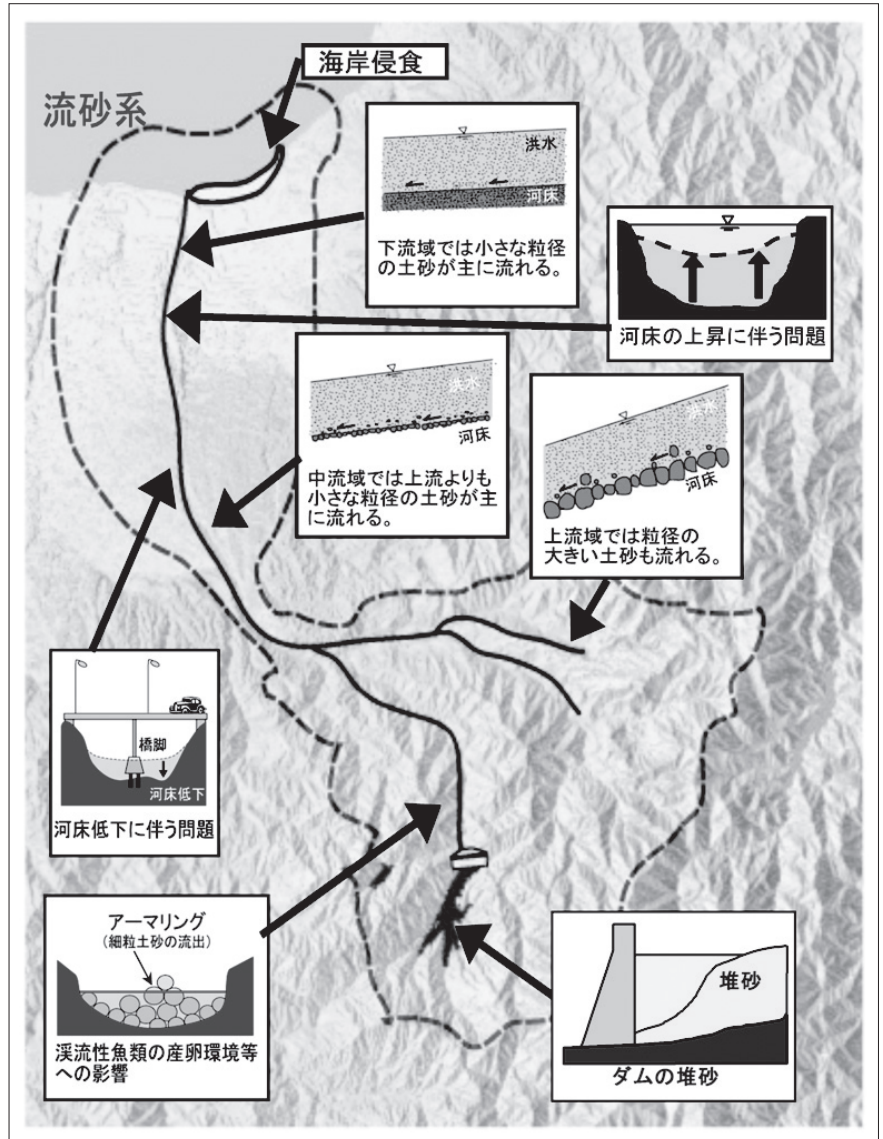 海岸侵食
流砂系
洪水
河床
下流域では小さな粒径
の土砂が主に流れる。
河床の上昇に伴う問題
洪水
河床
中流域では上流よりも
小さな粒径の土砂が主
に流れる。
洪水
河床
上流域では粒径の
大きい土砂も流れる。
橋脚
河床低下
河床低下に伴う問題
アーマリング
(細粒土砂の流出)
渓流性魚類の産卵環境等
への影響
堆砂
ダムの堆砂